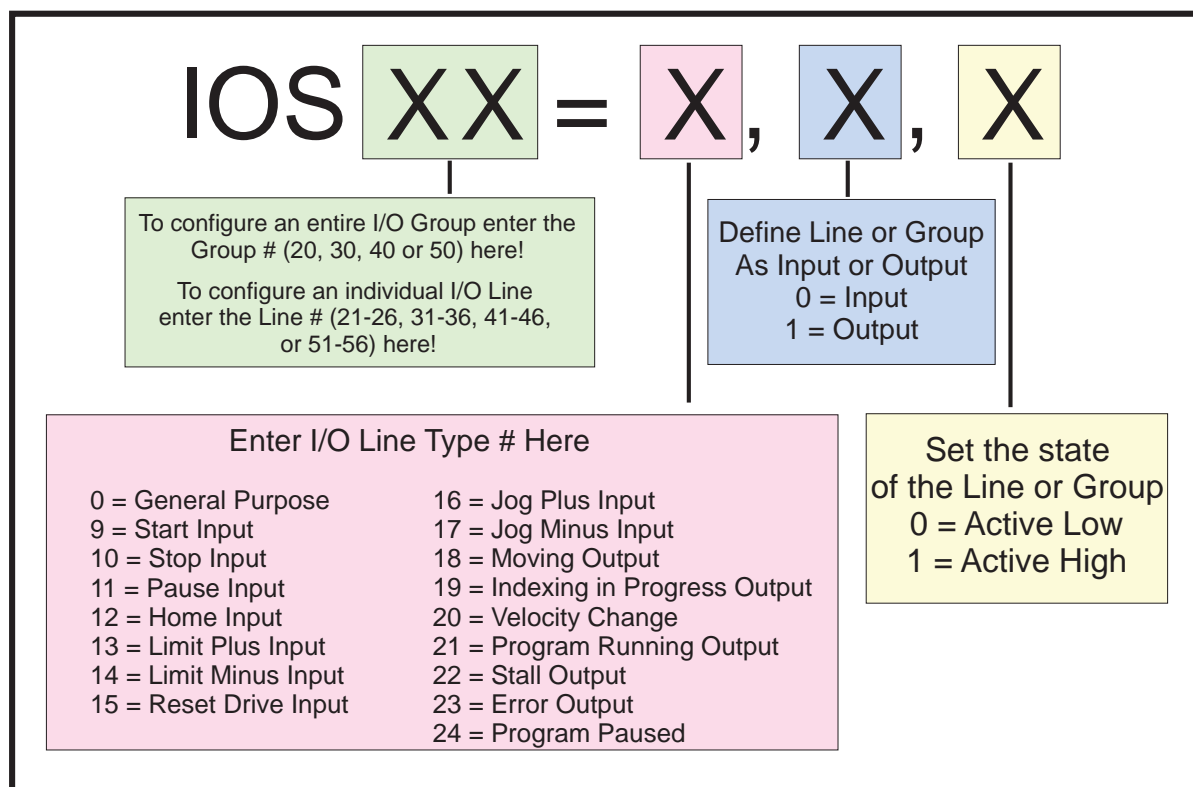 IOS XX = X, X, X
To configure an entire I/O Group enter the
Group # (20, 30, 40 or 50) here!
To configure an individual I/O Line
enter the Line # (21-26, 31-36, 41-46,
or 51-56) here!
Define Line or Group
As Input or Output
0 = Input
1 = Output
Enter I/O Line Type # Here
0 = General Purpose
9 = Start Input
10 = Stop Input
11 = Pause Input
12 = Home Input
13 = Limit Plus Input
14 = Limit Minus Input
15 = Reset Drive Input
16 = Jog Plus Input
17 = Jog Minus Input
18 = Moving Output
19 = Indexing in Progress Output
20 = Velocity Change
21 = Program Running Output
22 = Stall Output
23 = Error Output
24 = Program Paused
Set the state
of the Line or Group
0 = Active Low
1 = Active High